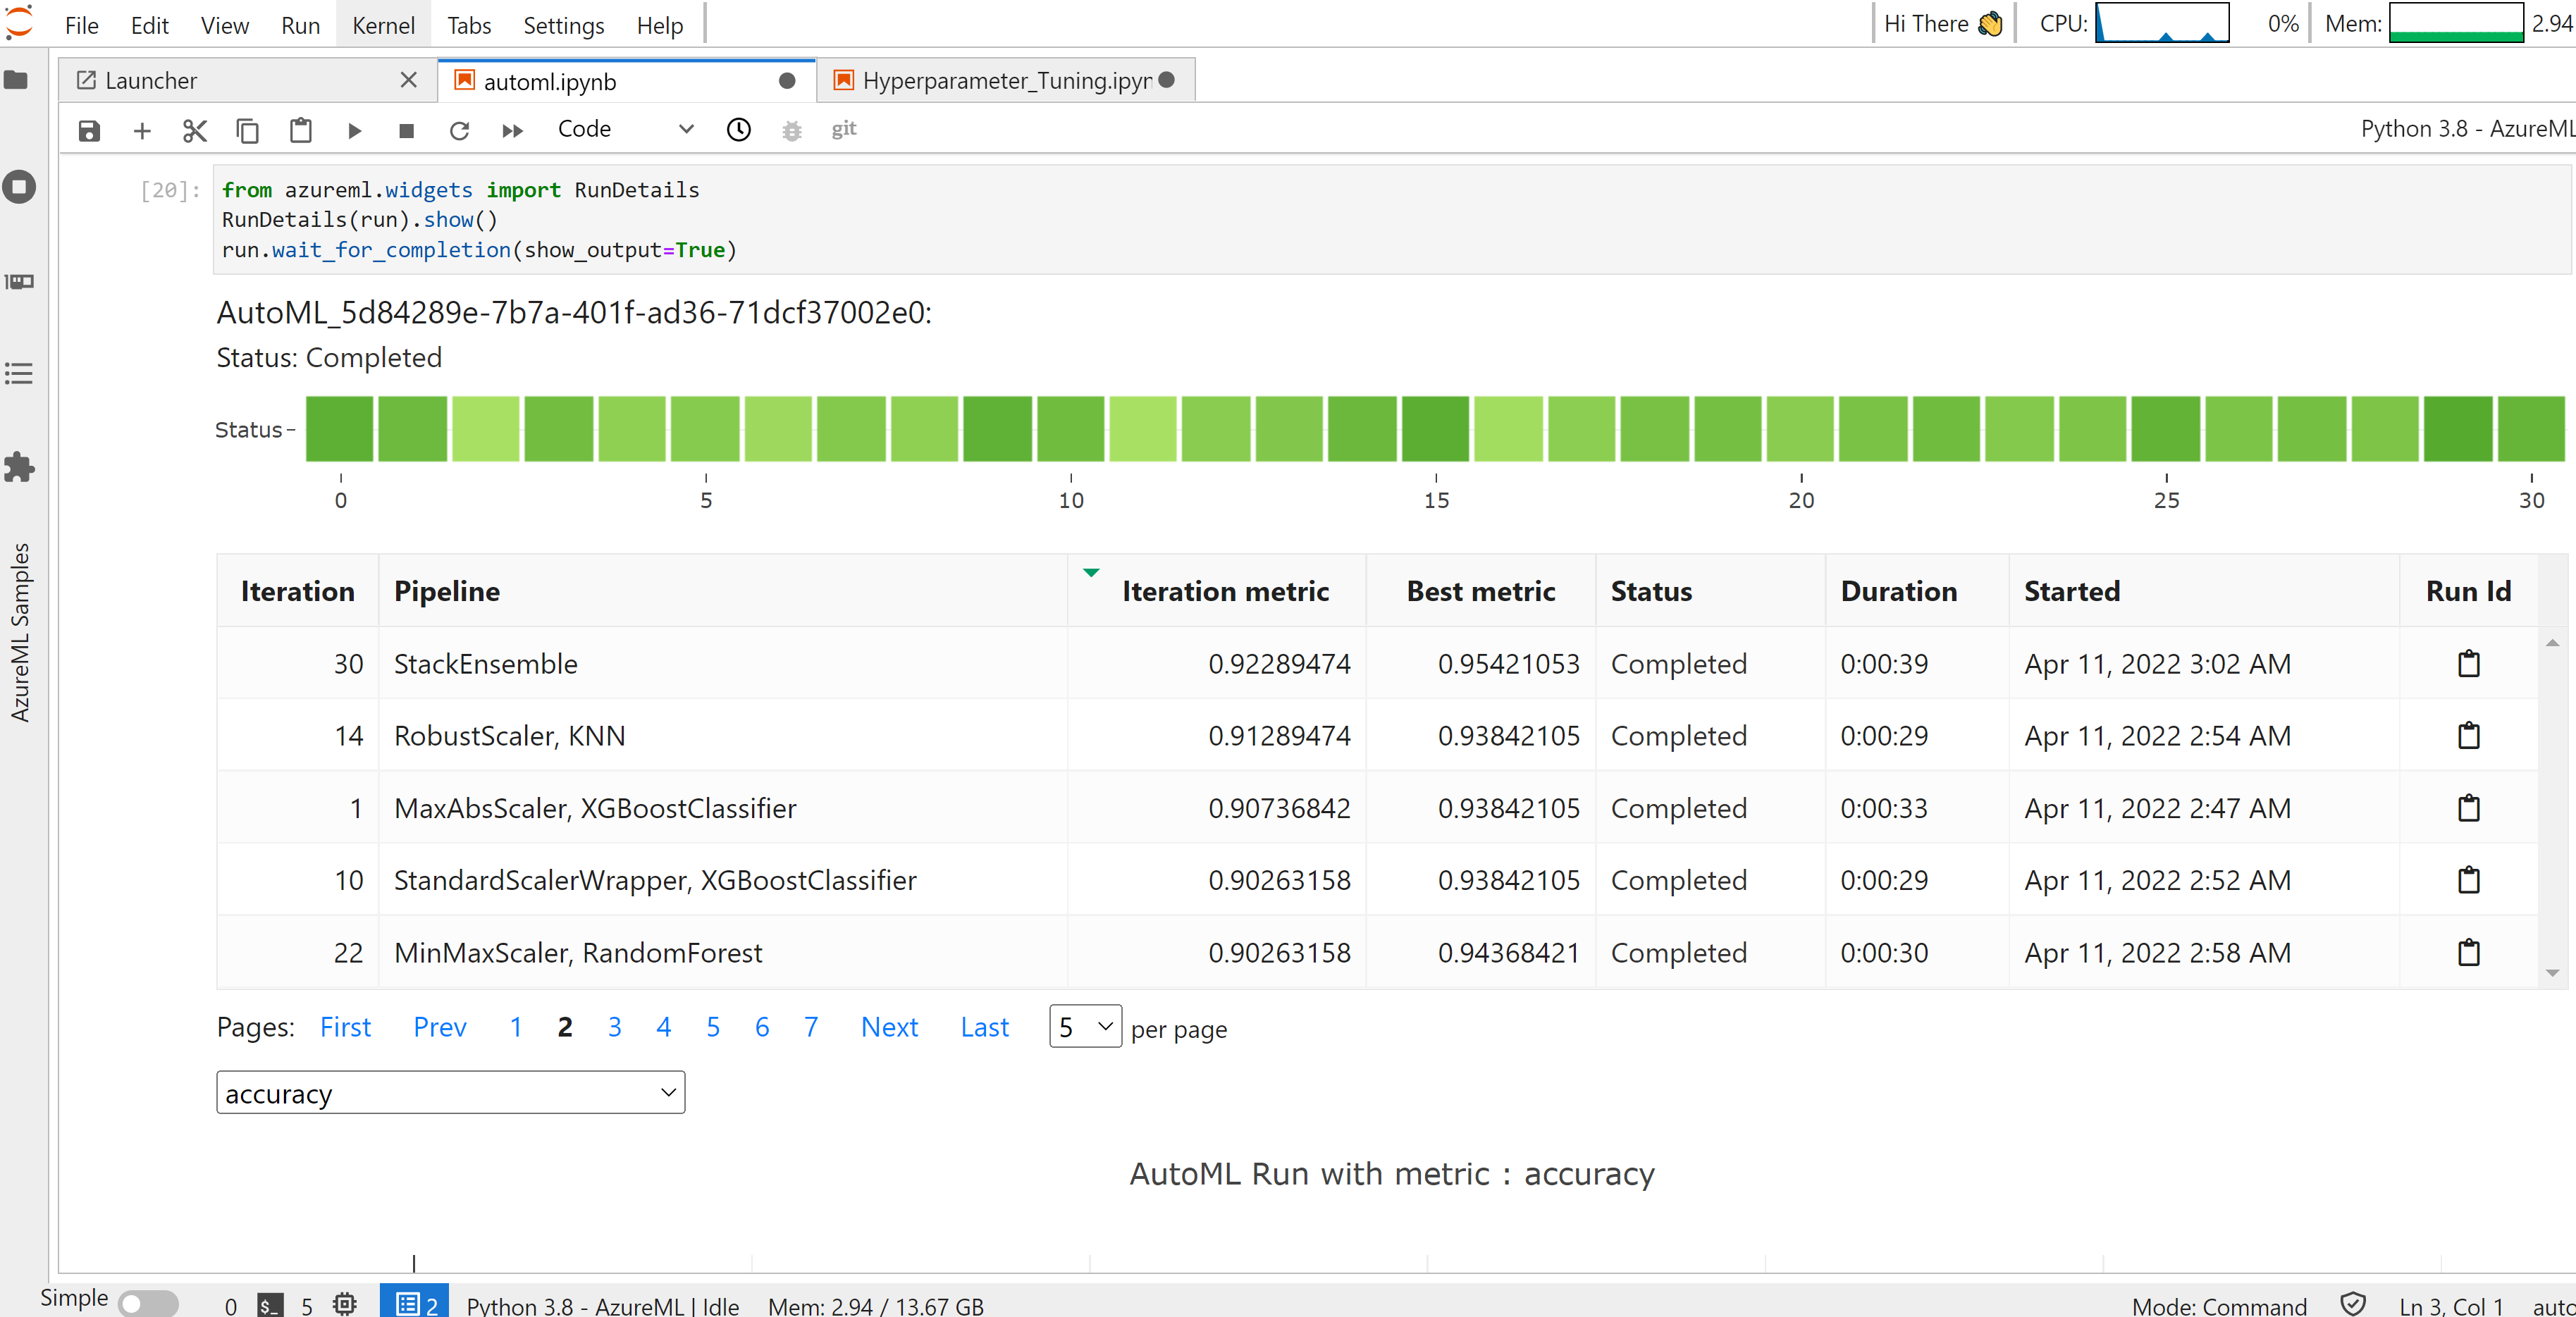 File Edit View Run Kernel Tabs Settings Help
Hi There 👋 CPU: 0% Mem: 2.94
Launcher
automl.ipynb
Hyperparameter_Tuning.ipyn
Code
git
Python 3.8 - AzureML
[20]:
from azureml.widgets import RunDetails
RunDetails(run).show()
run.wait_for_completion(show_output=True)
AutoML_5d84289e-7b7a-401f-ad36-71dcf37002e0:
Status: Completed
Status
0 5 10 15 20 25 30
AzureML Samples
Iteration Pipeline Iteration metric Best metric Status Duration Started Run Id
30 StackEnsemble 0.92289474 0.95421053 Completed 0:00:39 Apr 11, 2022 3:02 AM
14 RobustScaler, KNN 0.91289474 0.93842105 Completed 0:00:29 Apr 11, 2022 2:54 AM
1 MaxAbsScaler, XGBoostClassifier 0.90736842 0.93842105 Completed 0:00:33 Apr 11, 2022 2:47 AM
10 StandardScalerWrapper, XGBoostClassifier 0.90263158 0.93842105 Completed 0:00:29 Apr 11, 2022 2:52 AM
22 MinMaxScaler, RandomForest 0.90263158 0.94368421 Completed 0:00:30 Apr 11, 2022 2:58 AM
Pages: First Prev 1 2 3 4 5 6 7 Next Last 5 per page
accuracy
AutoML Run with metric : accuracy
Simple 0 $_ 5 2 Python 3.8 - AzureML | Idle Mem: 2.94 / 13.67 GB Mode: Command Ln 3, Col 1 auto